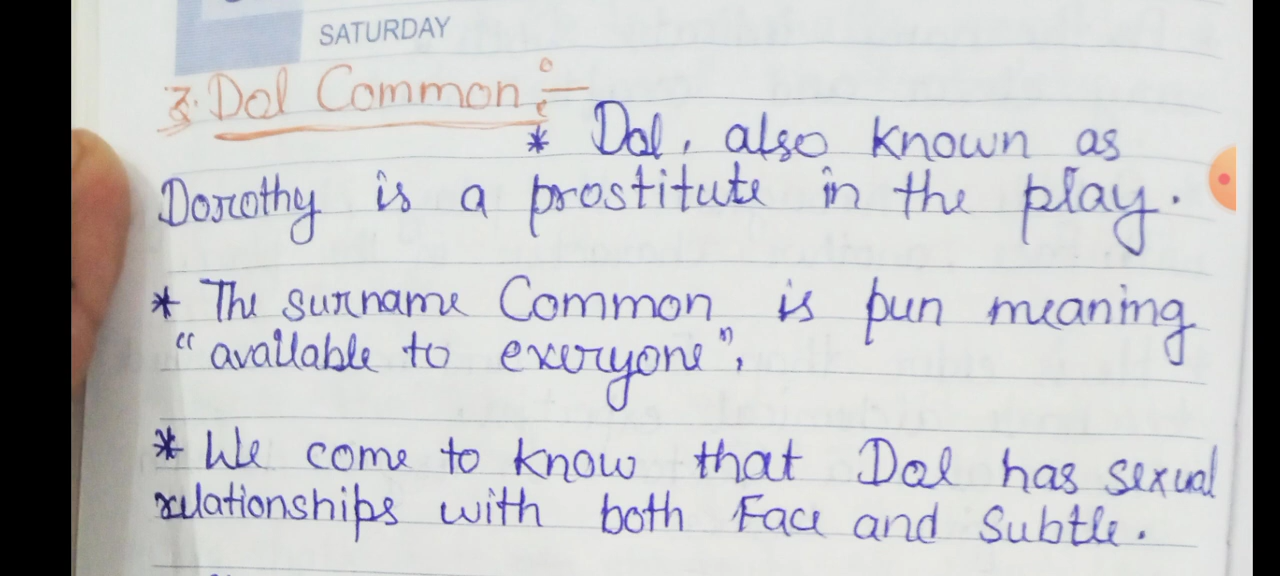 SATURDAY
3. Dol Common :-
* Dol, also known as
Dorothy is a prostitute in the play.
* The surname Common is pun meaning
"available to everyone",
* We come to know that Dol has sexual
relationships with both Face and Subtle.